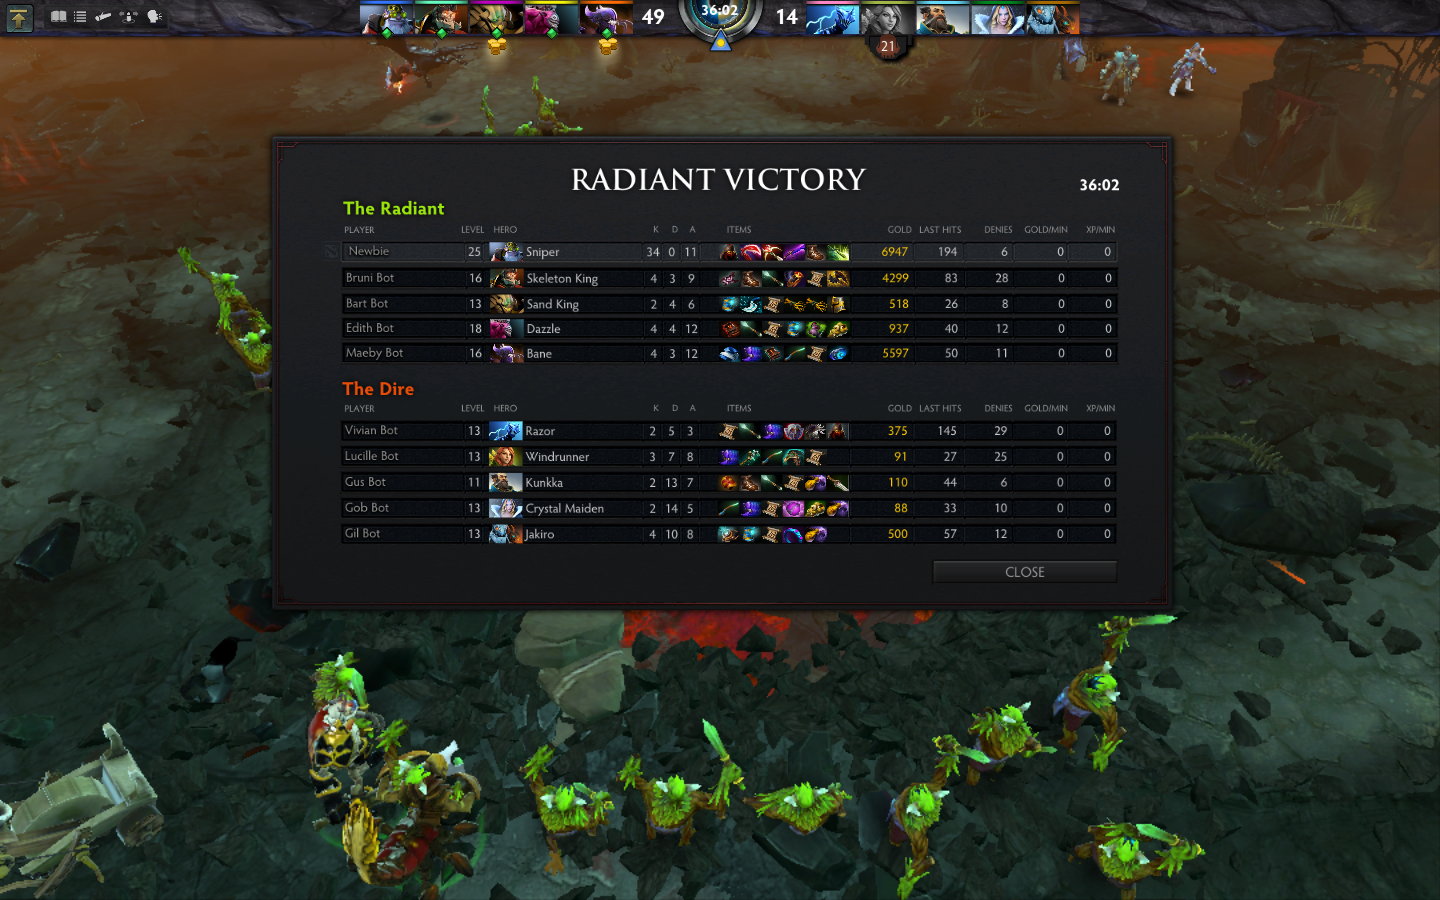 49 36:02 14
21
RADIANT VICTORY
36:02
The Radiant
PLAYER LEVEL HERO K D A ITEMS GOLD LAST HITS DENIES GOLD/MIN XP/MIN
Newbie 25 Sniper 34 0 11 6947 194 6 0 0
Bruni Bot 16 Skeleton King 4 3 9 4299 83 28 0 0
Bart Bot 13 Sand King 2 4 6 518 26 8 0 0
Edith Bot 18 Dazzle 4 4 12 937 40 12 0 0
Maeby Bot 16 Bane 4 3 12 5597 50 11 0 0
The Dire
PLAYER LEVEL HERO K D A ITEMS GOLD LAST HITS DENIES GOLD/MIN XP/MIN
Vivian Bot 13 Razor 2 5 3 375 145 29 0 0
Lucille Bot 13 Windrunner 3 7 8 91 27 25 0 0
Gus Bot 11 Kunkka 2 13 7 110 44 6 0 0
Gob Bot 13 Crystal Maiden 2 14 5 88 33 10 0 0
Gil Bot 13 Jakiro 4 10 8 500 57 12 0 0
CLOSE